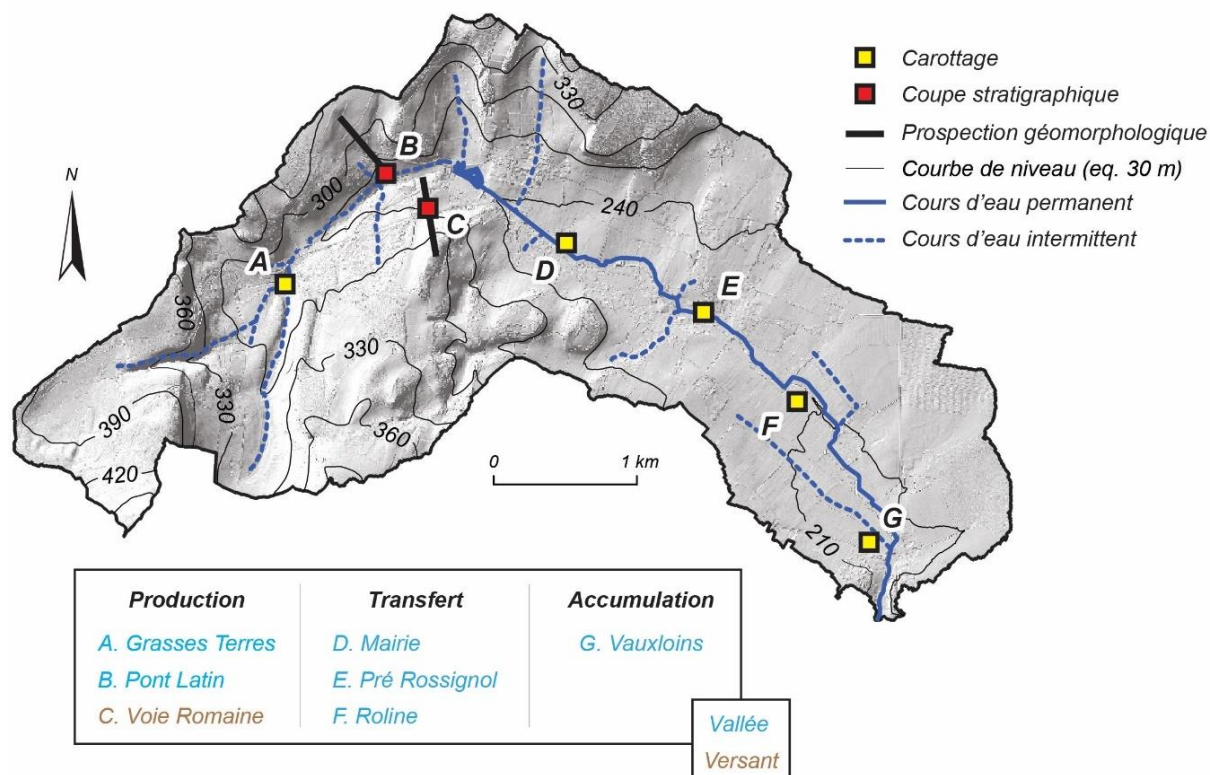 Carottage
Coupe stratigraphique
Prospection géomorphologique
Courbe de niveau (eq. 30 m)
Cours d'eau permanent
Cours d'eau intermittent
N
330
B
300
240
C
A
D
E
360
330
330
390
360
F
420
0 1 km
G
210
Production Transfert Accumulation
A. Grasses Terres D. Mairie G. Vauxloins
B. Pont Latin E. Pré Rossignol
C. Voie Romaine F. Roline
Vallée
Versant